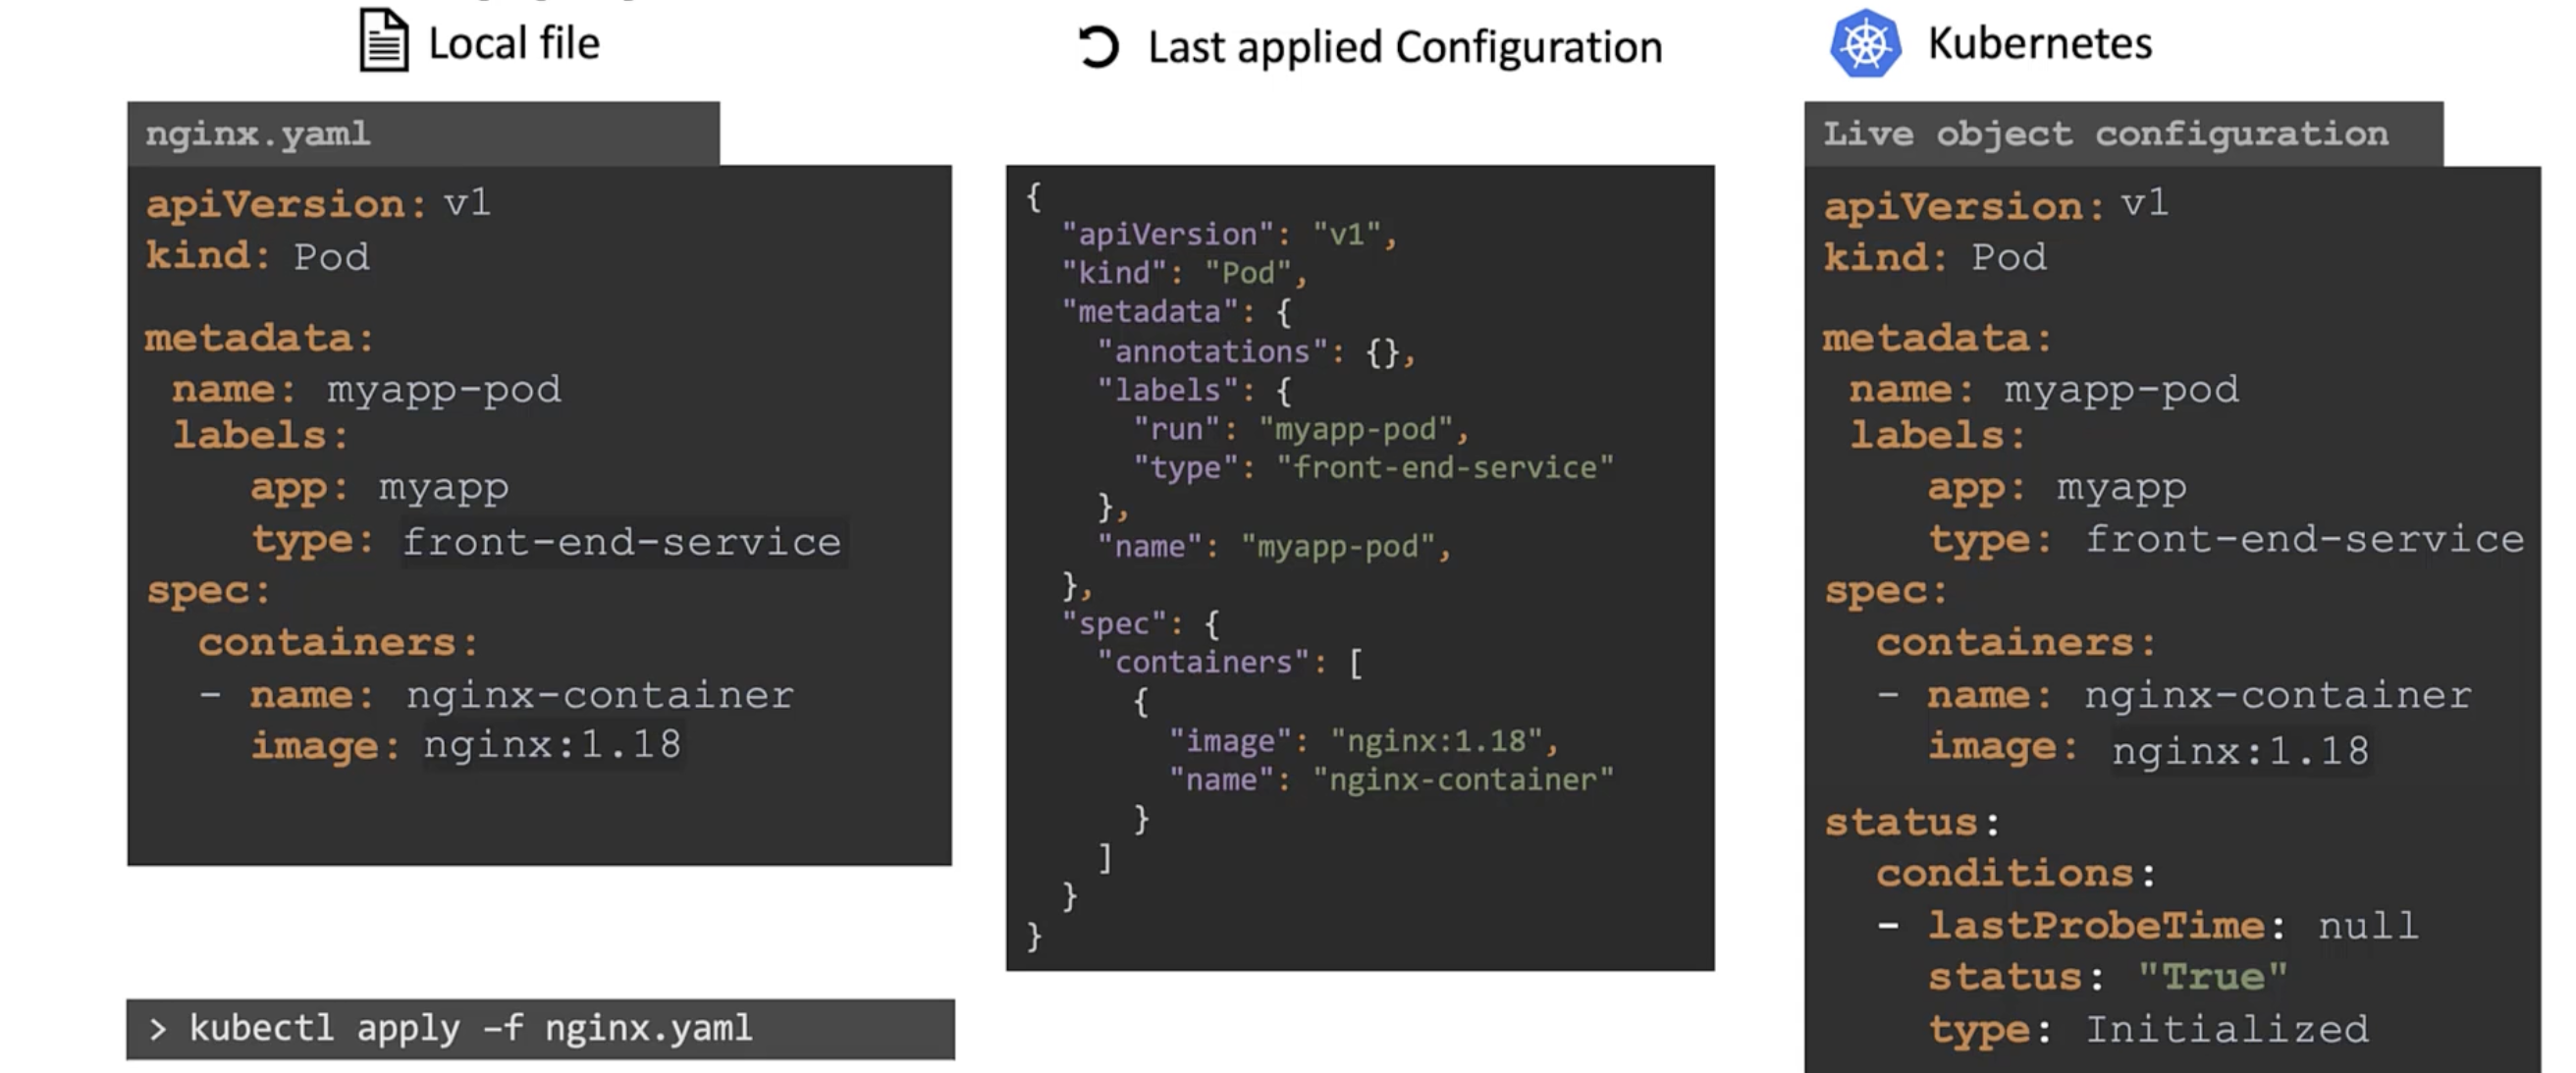 Local file
nginx.yaml
apiVersion: v1
kind: Pod
metadata:
name: myapp-pod
labels:
app: myapp
type: front-end-service
spec:
containers:
- name: nginx-container
image: nginx:1.18
> kubectl apply –f nginx.yaml
Last applied Configuration
{
"apiVersion": "v1",
"kind": "Pod",
"metadata": {
"annotations": {},
"labels": {
"run": "myapp-pod",
"type": "front-end-service"
},
"name": "myapp-pod",
},
"spec": {
"containers": [
{
"image": "nginx:1.18",
"name": "nginx-container"
}
]
}
}
Kubernetes
Live object configuration
apiVersion: v1
kind: Pod
metadata:
name: myapp-pod
labels:
app: myapp
type: front-end-service
spec:
containers:
- name: nginx-container
image: nginx:1.18
status:
conditions:
- lastProbeTime: null
status: "True"
type: Initialized